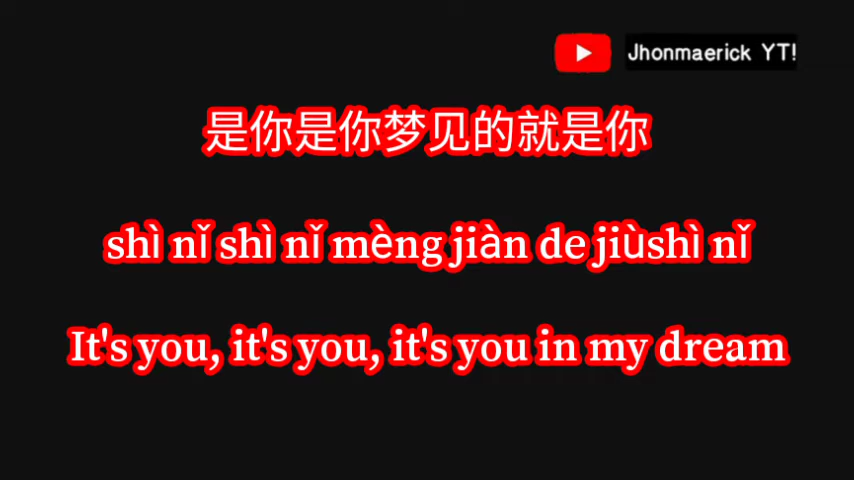 Jhonmaerick YT!
是你是你梦见的就是你
shì nǐ shì nǐ mèng jiàn de jiùshì nǐ
It's you, it's you, it's you in my dream